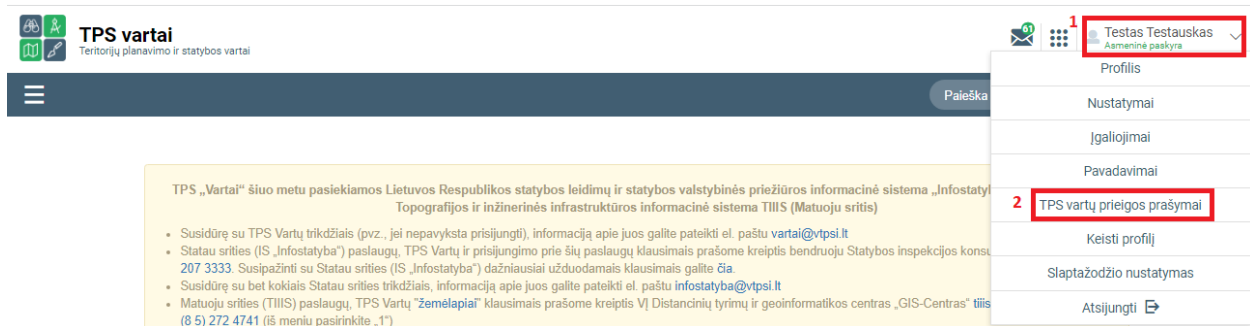 TPS vartai
Teritorijų planavimo ir statybos vartai
61
1
Testas Testauskas
Asmeninė paskyra
Paieška
Profilis
Nustatymai
Įgaliojimai
Pavadavimai
2
TPS vartų prieigos prašymai
Keisti profilį
Slaptažodžio nustatymas
Atsijungti
TPS „Vartai“ šiuo metu pasiekiamos Lietuvos Respublikos statybos leidimų ir statybos valstybinės priežiūros informacinė sistema „Infostatyb
Topografijos ir inžinerinės infrastruktūros informacinė sistema TIIIS (Matuoju sritis)
• Susidūrę su TPS Vartų trikdžiais (pvz., jei nepavyksta prisijungti), informaciją apie juos galite pateikti el. paštu vartai@vtpsi.lt
• Statau srities (IS „Infostatyba“) paslaugų, TPS Vartų ir prisijungimo prie šių paslaugų klausimais prašome kreiptis bendruoju Statybos inspekcijos konsu
207 3333. Susipažinti su Statau srities (IS „Infostatyba“) dažniausiai užduodamais klausimais galite čia.
• Susidūrę su bet kokiais Statau srities trikdžiais, informaciją apie juos galite pateikti el. paštu infostatyba@vtpsi.lt
• Matuoju srities (TIIIS) paslaugų, TPS Vartų "žemėlapiai" klausimais prašome kreiptis VĮ Distancinių tyrimų ir geoinformatikos centras „GIS-Centras“ tiiis
(8 5) 272 4741 (iš meniu pasirinkite „1“)